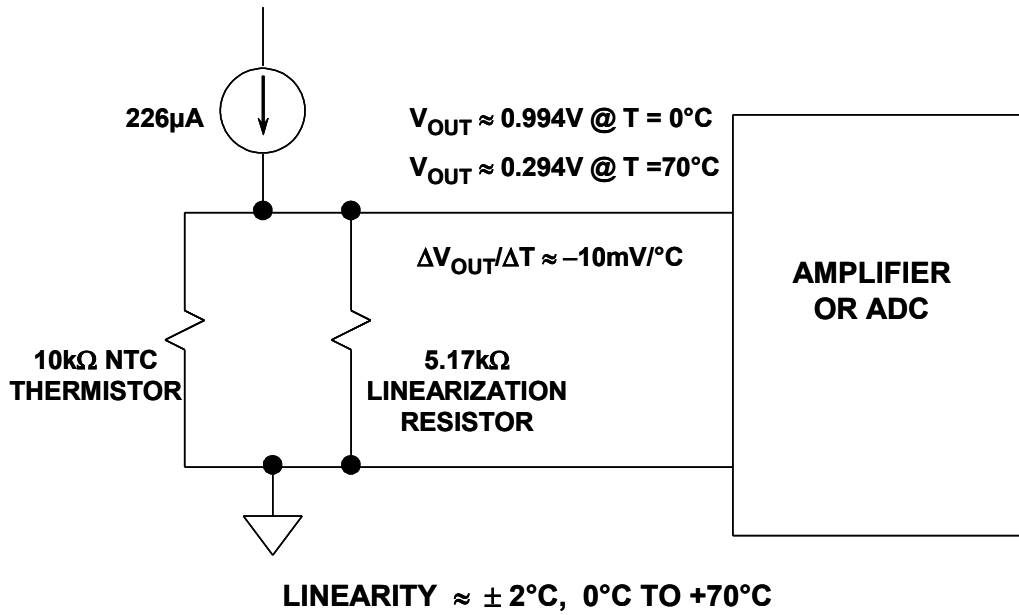 226µA
V_OUT ≈ 0.994V @ T = 0°C
V_OUT ≈ 0.294V @ T =70°C
ΔV_OUT/ΔT ≈ –10mV/°C
AMPLIFIER
OR ADC
10kΩ NTC
THERMISTOR
5.17kΩ
LINEARIZATION
RESISTOR
LINEARITY ≈ ± 2°C, 0°C TO +70°C